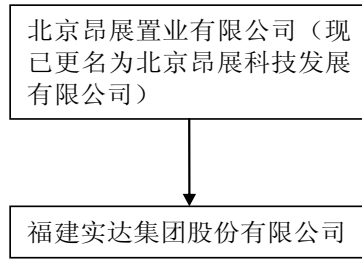 北京昂展置业有限公司（现
已更名为北京昂展科技发展
有限公司）
福建实达集团股份有限公司